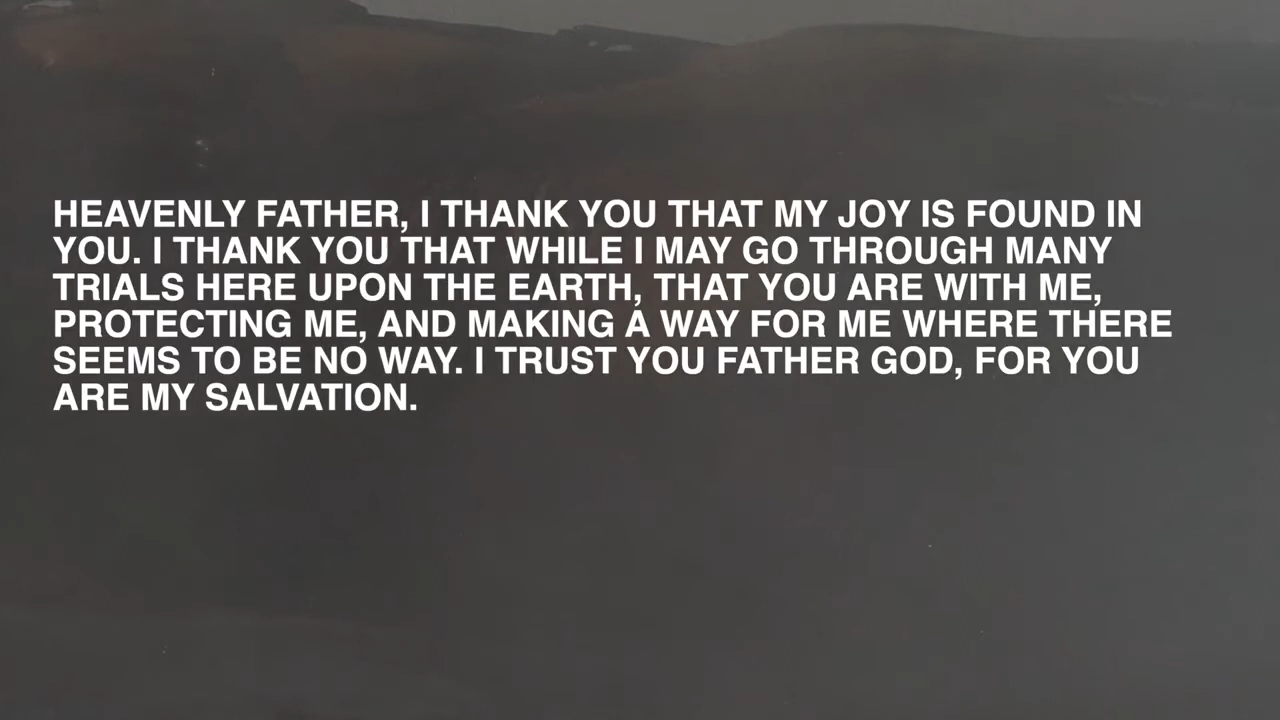 HEAVENLY FATHER, I THANK YOU THAT MY JOY IS FOUND IN
YOU. I THANK YOU THAT WHILE I MAY GO THROUGH MANY
TRIALS HERE UPON THE EARTH, THAT YOU ARE WITH ME,
PROTECTING ME, AND MAKING A WAY FOR ME WHERE THERE
SEEMS TO BE NO WAY. I TRUST YOU FATHER GOD, FOR YOU
ARE MY SALVATION.